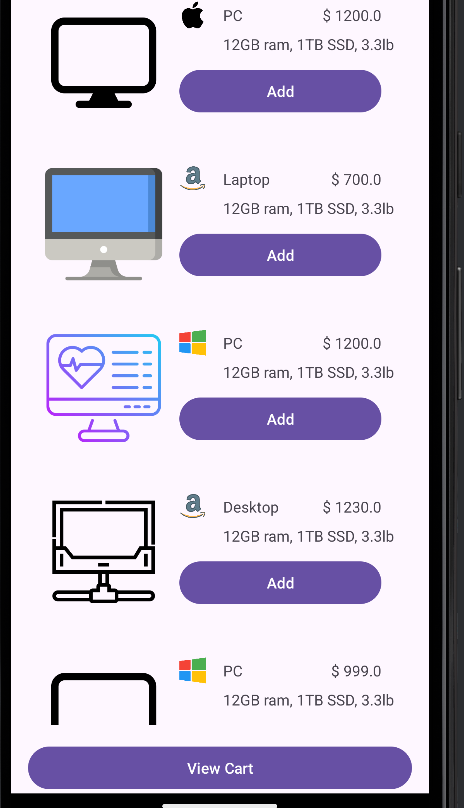 PC $ 1200.0
12GB ram, 1TB SSD, 3.3lb
Add
Laptop $ 700.0
12GB ram, 1TB SSD, 3.3lb
Add
PC $ 1200.0
12GB ram, 1TB SSD, 3.3lb
Add
Desktop $ 1230.0
12GB ram, 1TB SSD, 3.3lb
Add
PC $ 999.0
12GB ram, 1TB SSD, 3.3lb
View Cart